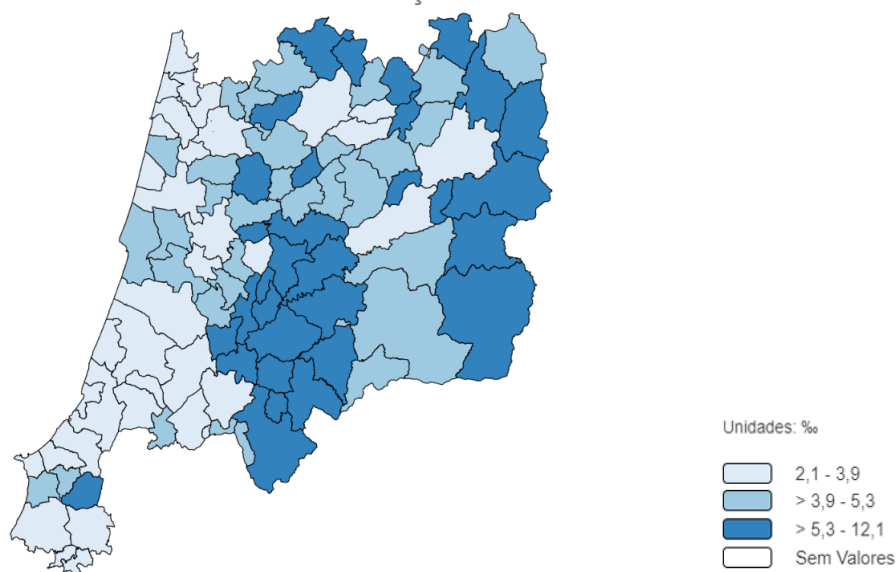 Unidades: ‰
2,1 - 3,9
> 3,9 - 5,3
> 5,3 - 12,1
Sem Valores